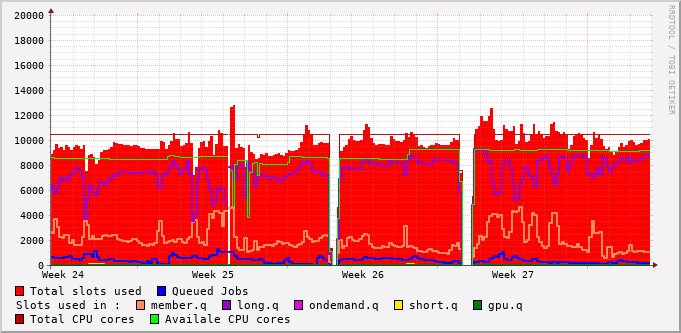 20000
18000
16000
14000
12000
10000
8000
6000
4000
2000
0
Week 24 Week 25 Week 26 Week 27
RRDTOOL / TOBI OETIKER
Total slots used Queued Jobs
Slots used in : member.q long.q ondemand.q short.q gpu.q
Total CPU cores Availale CPU cores